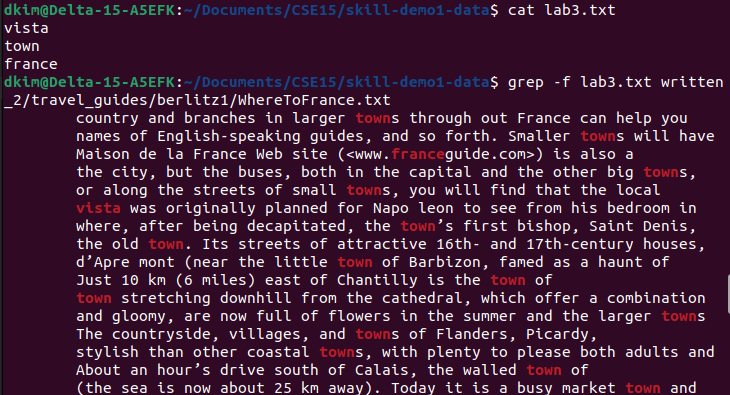 dkim@Delta-15-A5EFK:~/Documents/CSE15/skill-demo1-data$ cat lab3.txt
vista
town
france
dkim@Delta-15-A5EFK:~/Documents/CSE15/skill-demo1-data$ grep -f lab3.txt written
_2/travel_guides/berlitz1/WhereToFrance.txt
country and branches in larger towns through out France can help you
names of English-speaking guides, and so forth. Smaller towns will have
Maison de la France Web site (<www.franceguide.com>) is also a
the city, but the buses, both in the capital and the other big towns,
or along the streets of small towns, you will find that the local
vista was originally planned for Napo leon to see from his bedroom in
where, after being decapitated, the town’s first bishop, Saint Denis,
the old town. Its streets of attractive 16th- and 17th-century houses,
d’Apre mont (near the little town of Barbizon, famed as a haunt of
Just 10 km (6 miles) east of Chantilly is the town of
town stretching downhill from the cathedral, which offer a combination
and gloomy, are now full of flowers in the summer and the larger towns
The countryside, villages, and towns of Flanders, Picardy,
stylish than other coastal towns, with plenty to please both adults and
About an hour’s drive south of Calais, the walled town of
(the sea is now about 25 km away). Today it is a busy market town and